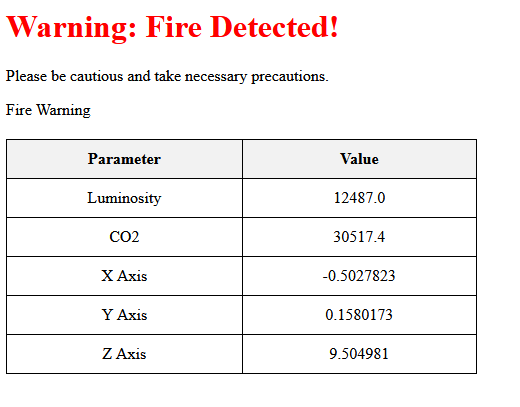 Warning: Fire Detected!
Please be cautious and take necessary precautions.
Fire Warning
Parameter Value
Luminosity 12487.0
CO2 30517.4
X Axis -0.5027823
Y Axis 0.1580173
Z Axis 9.504981